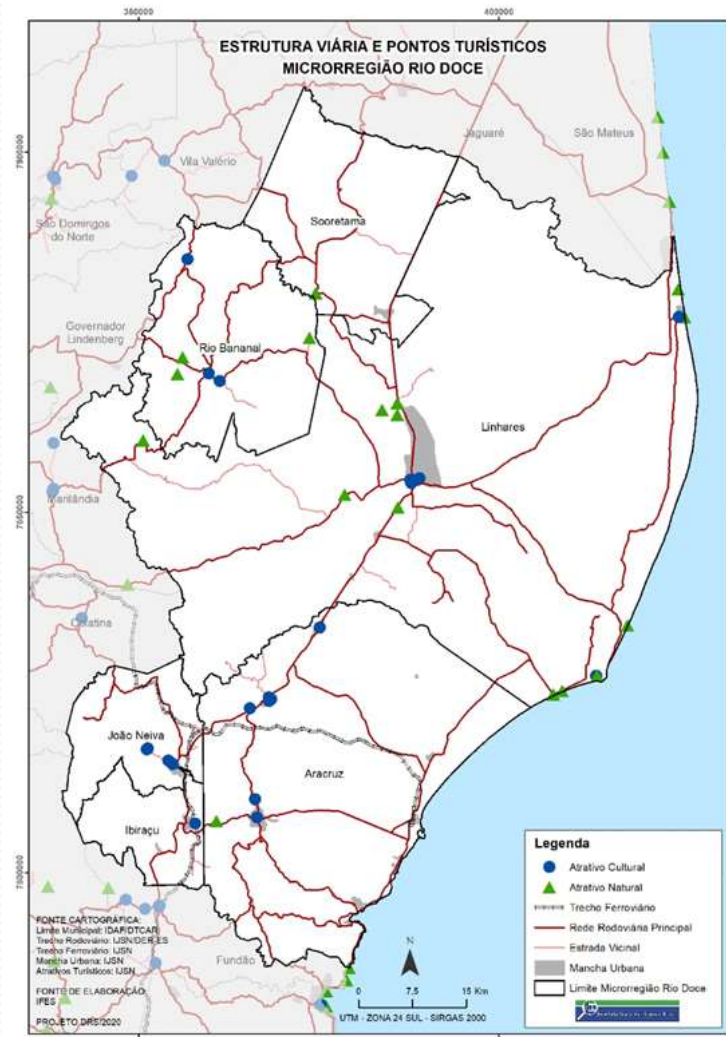 350000
400000
ESTRUTURA VIÁRIA E PONTOS TURÍSTICOS
MICRORREGIÃO RIO DOCE
7900000
Jaguaré
São Mateus
Vila Valério
São Domingos
do Norte
Sooretama
Governador
Lindenberg
Rio Bananal
Linhares
Marilândia
7850000
Colatina
João Neiva
Aracruz
Ibiraçu
7800000
Fundão
FONTE CARTOGRÁFICA:
Limite Municipal: IDAF/DTCAR
Trecho Rodoviário: IJSN/DER-ES
Trecho Ferroviário: IJSN
Mancha Urbana: IJSN
Atrativos Turísticos: IJSN
FONTE DE ELABORAÇÃO:
IFES
PROJETO DRS/2020
N
0 7,5 15 Km
UTM - ZONA 24 SUL - SIRGAS 2000
Legenda
Atrativo Cultural
Atrativo Natural
Trecho Ferroviário
Rede Rodoviária Principal
Estrada Vicinal
Mancha Urbana
Limite Microrregião Rio Doce